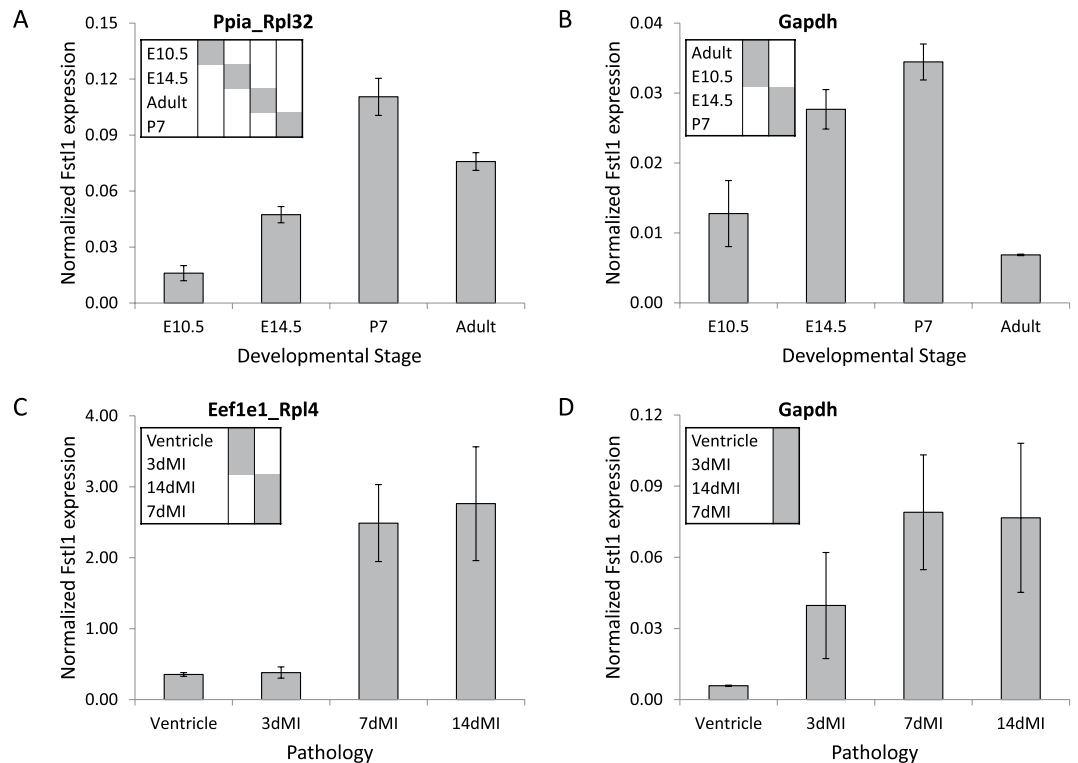 A
Ppia_Rpl32
Normalized Fstl1 expression
0.15
0.12
0.09
0.06
0.03
0.00
E10.5
E14.5
Adult
P7
E10.5 E14.5 P7 Adult
Developmental Stage
B
Gapdh
Normalized Fstl1 expression
0.04
0.03
0.02
0.01
0.00
Adult
E10.5
E14.5
P7
E10.5 E14.5 P7 Adult
Developmental Stage
C
Eef1e1_Rpl4
Normalized Fstl1 expression
4.00
3.00
2.00
1.00
0.00
Ventricle
3dMI
14dMI
7dMI
Ventricle 3dMI 7dMI 14dMI
Pathology
D
Gapdh
Normalized Fstl1 expression
0.12
0.09
0.06
0.03
0.00
Ventricle
3dMI
14dMI
7dMI
Ventricle 3dMI 7dMI 14dMI
Pathology